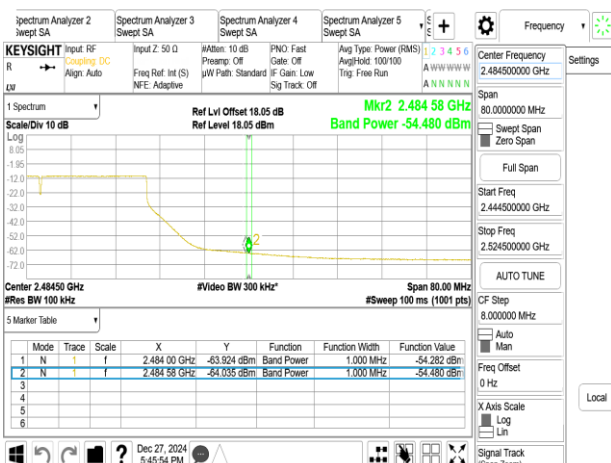 Spectrum Analyzer 2
Swept SA
Spectrum Analyzer 3
Swept SA
Spectrum Analyzer 4
Swept SA
Spectrum Analyzer 5
Swept SA
+
Frequency
KEYSIGHT
R
Input: RF
Coupling: DC
Align: Auto
Input Z: 50 Ω
Freq Ref: Int (S)
NFE: Adaptive
#Atten: 10 dB
Preamp: Off
µW Path: Standard
PNO: Fast
Gate: Off
IF Gain: Low
Sig Track: Off
Avg Type: Power (RMS)
Avg|Hold: 100/100
Trig: Free Run
1 2 3 4 5 6
A W W W W W
A N N N N N
1 Spectrum
Scale/Div 10 dB
Log
Ref Lvl Offset 18.05 dB
Ref Level 18.05 dBm
Mkr2 2.484 58 GHz
Band Power -54.480 dBm
8.05
-1.95
-12.0
-22.0
-32.0
-42.0
-52.0
-62.0
-72.0
2
Center 2.48450 GHz
#Res BW 100 kHz
#Video BW 300 kHz*
Span 80.00 MHz
#Sweep 100 ms (1001 pts)
5 Marker Table
Mode Trace Scale X Y Function Function Width Function Value
1 N 1 f 2.484 00 GHz -63.924 dBm Band Power 1.000 MHz -54.282 dBm
2 N 1 f 2.484 58 GHz -64.035 dBm Band Power 1.000 MHz -54.480 dBm
3
4
5
6
?
Dec 27, 2024
5:45:54 PM
Center Frequency
2.484500000 GHz
Span
80.0000000 MHz
Swept Span
Zero Span
Full Span
Start Freq
2.444500000 GHz
Stop Freq
2.524500000 GHz
AUTO TUNE
CF Step
8.000000 MHz
Auto
Man
Freq Offset
0 Hz
X Axis Scale
Log
Lin
Signal Track
Settings
Local